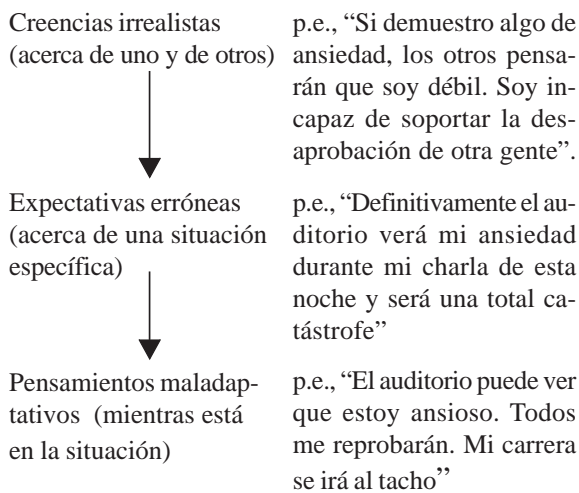 Creencias irrealistas
(acerca de uno y de otros)
p.e., “Si demuestro algo de
ansiedad, los otros pensa-
rán que soy débil. Soy in-
capaz de soportar la des-
aprobación de otra gente”.
Expectativas erróneas
(acerca de una situación
específica)
p.e., “Definitivamente el au-
ditorio verá mi ansiedad
durante mi charla de esta
noche y será una total ca-
tástrofe”
Pensamientos maladap-
tativos (mientras está
en la situación)
p.e., “El auditorio puede ver
que estoy ansioso. Todos
me reprobarán. Mi carrera
se irá al tacho”